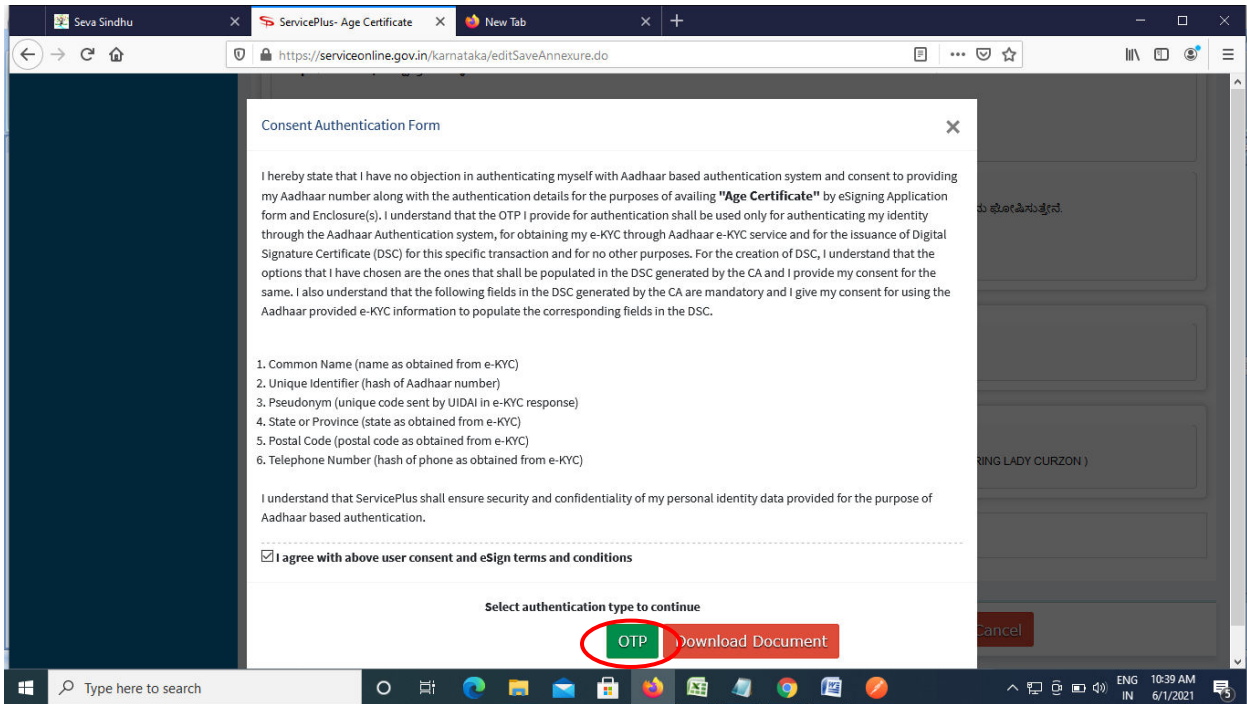 Seva Sindhu
ServicePlus- Age Certificate
New Tab
https://serviceonline.gov.in/karnataka/editSaveAnnexure.do
Consent Authentication Form
I hereby state that I have no objection in authenticating myself with Aadhaar based authentication system and consent to providing
my Aadhaar number along with the authentication details for the purposes of availing "Age Certificate" by eSigning Application
form and Enclosure(s). I understand that the OTP I provide for authentication shall be used only for authenticating my identity
through the Aadhaar Authentication system, for obtaining my e-KYC through Aadhaar e-KYC service and for the issuance of Digital
Signature Certificate (DSC) for this specific transaction and for no other purposes. For the creation of DSC, I understand that the
options that I have chosen are the ones that shall be populated in the DSC generated by the CA and I provide my consent for the
same. I also understand that the following fields in the DSC generated by the CA are mandatory and I give my consent for using the
Aadhaar provided e-KYC information to populate the corresponding fields in the DSC.
1. Common Name (name as obtained from e-KYC)
2. Unique Identifier (hash of Aadhaar number)
3. Pseudonym (unique code sent by UIDAI in e-KYC response)
4. State or Province (state as obtained from e-KYC)
5. Postal Code (postal code as obtained from e-KYC)
6. Telephone Number (hash of phone as obtained from e-KYC)
I understand that ServicePlus shall ensure security and confidentiality of my personal identity data provided for the purpose of
Aadhaar based authentication.
I agree with above user consent and eSign terms and conditions
Select authentication type to continue
OTP
Download Document
ಘೋಷಿಸುತ್ತೇನೆ.
RING LADY CURZON )
Cancel
Type here to search
ENG
IN
10:39 AM
6/1/2021
5